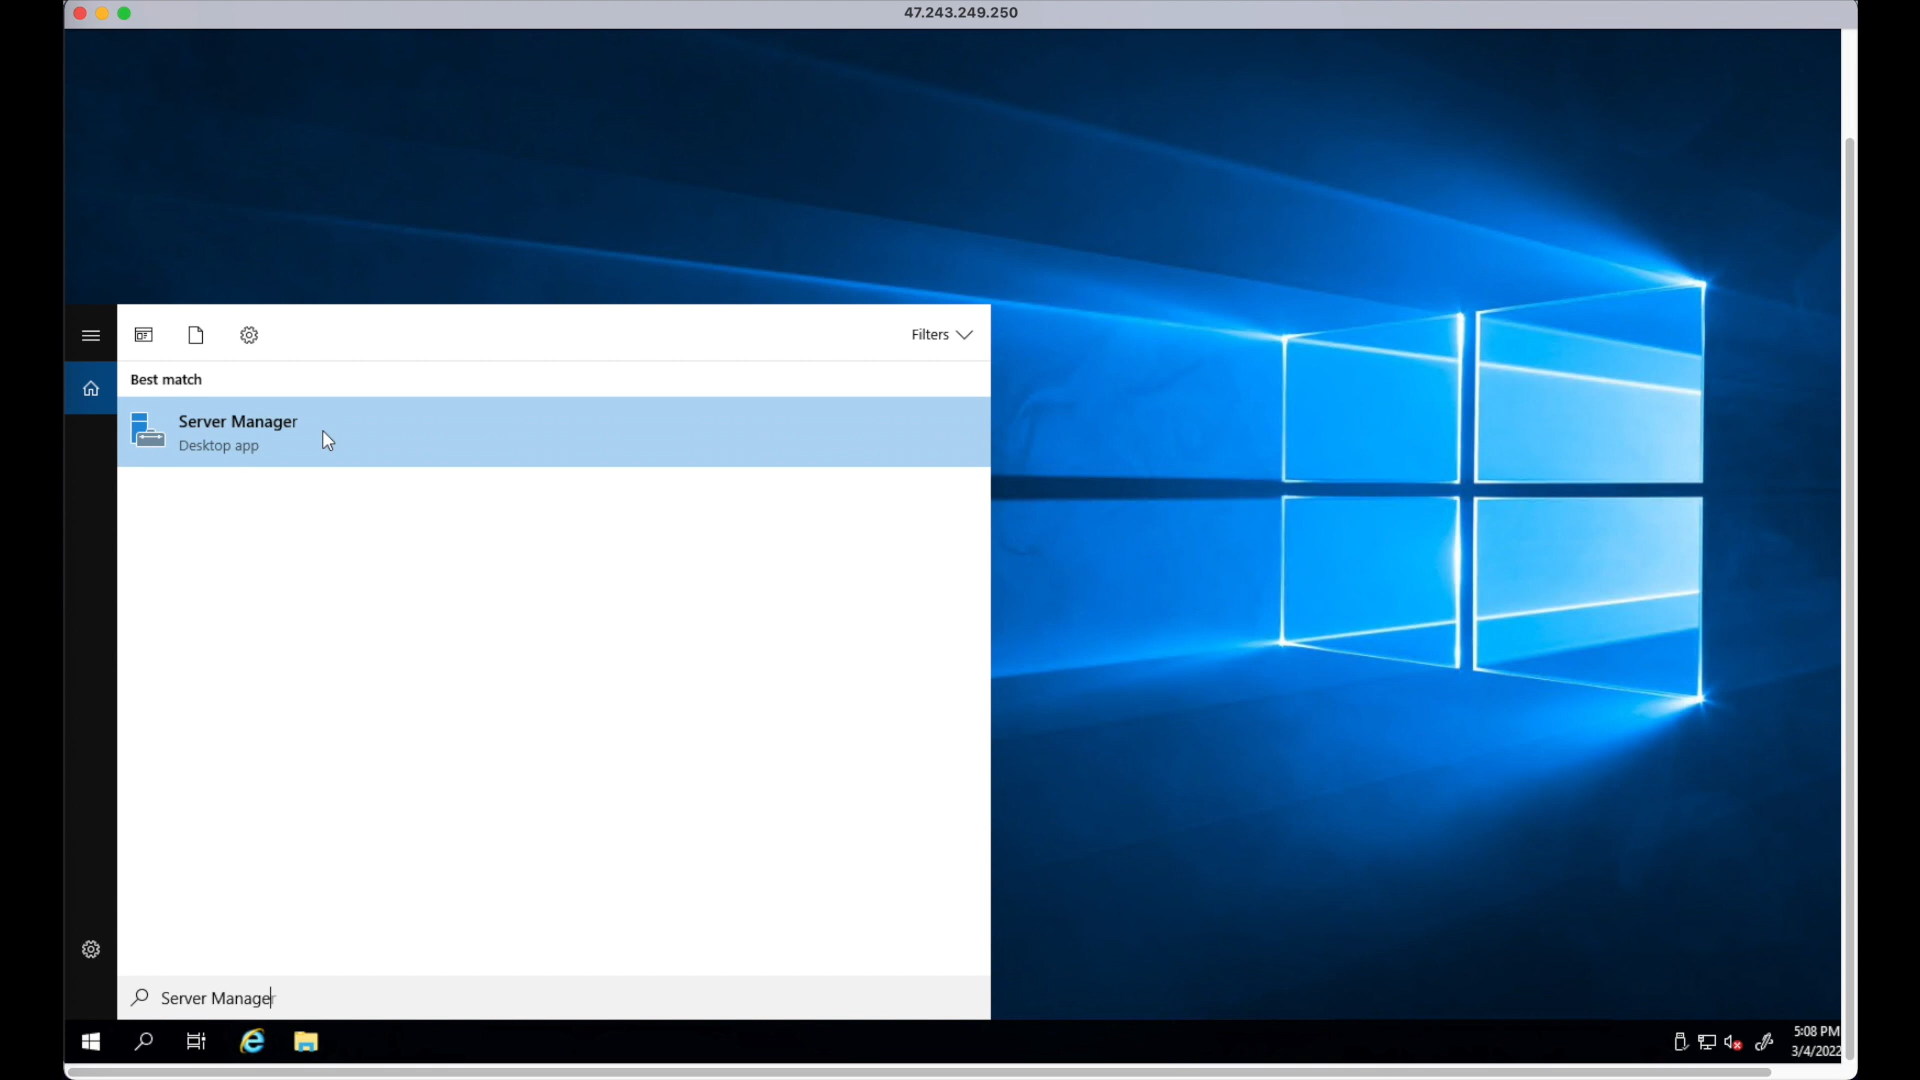 47.243.249.250
Filters
Best match
Server Manager
Desktop app
Server Manager
5:08 PM
3/4/2022